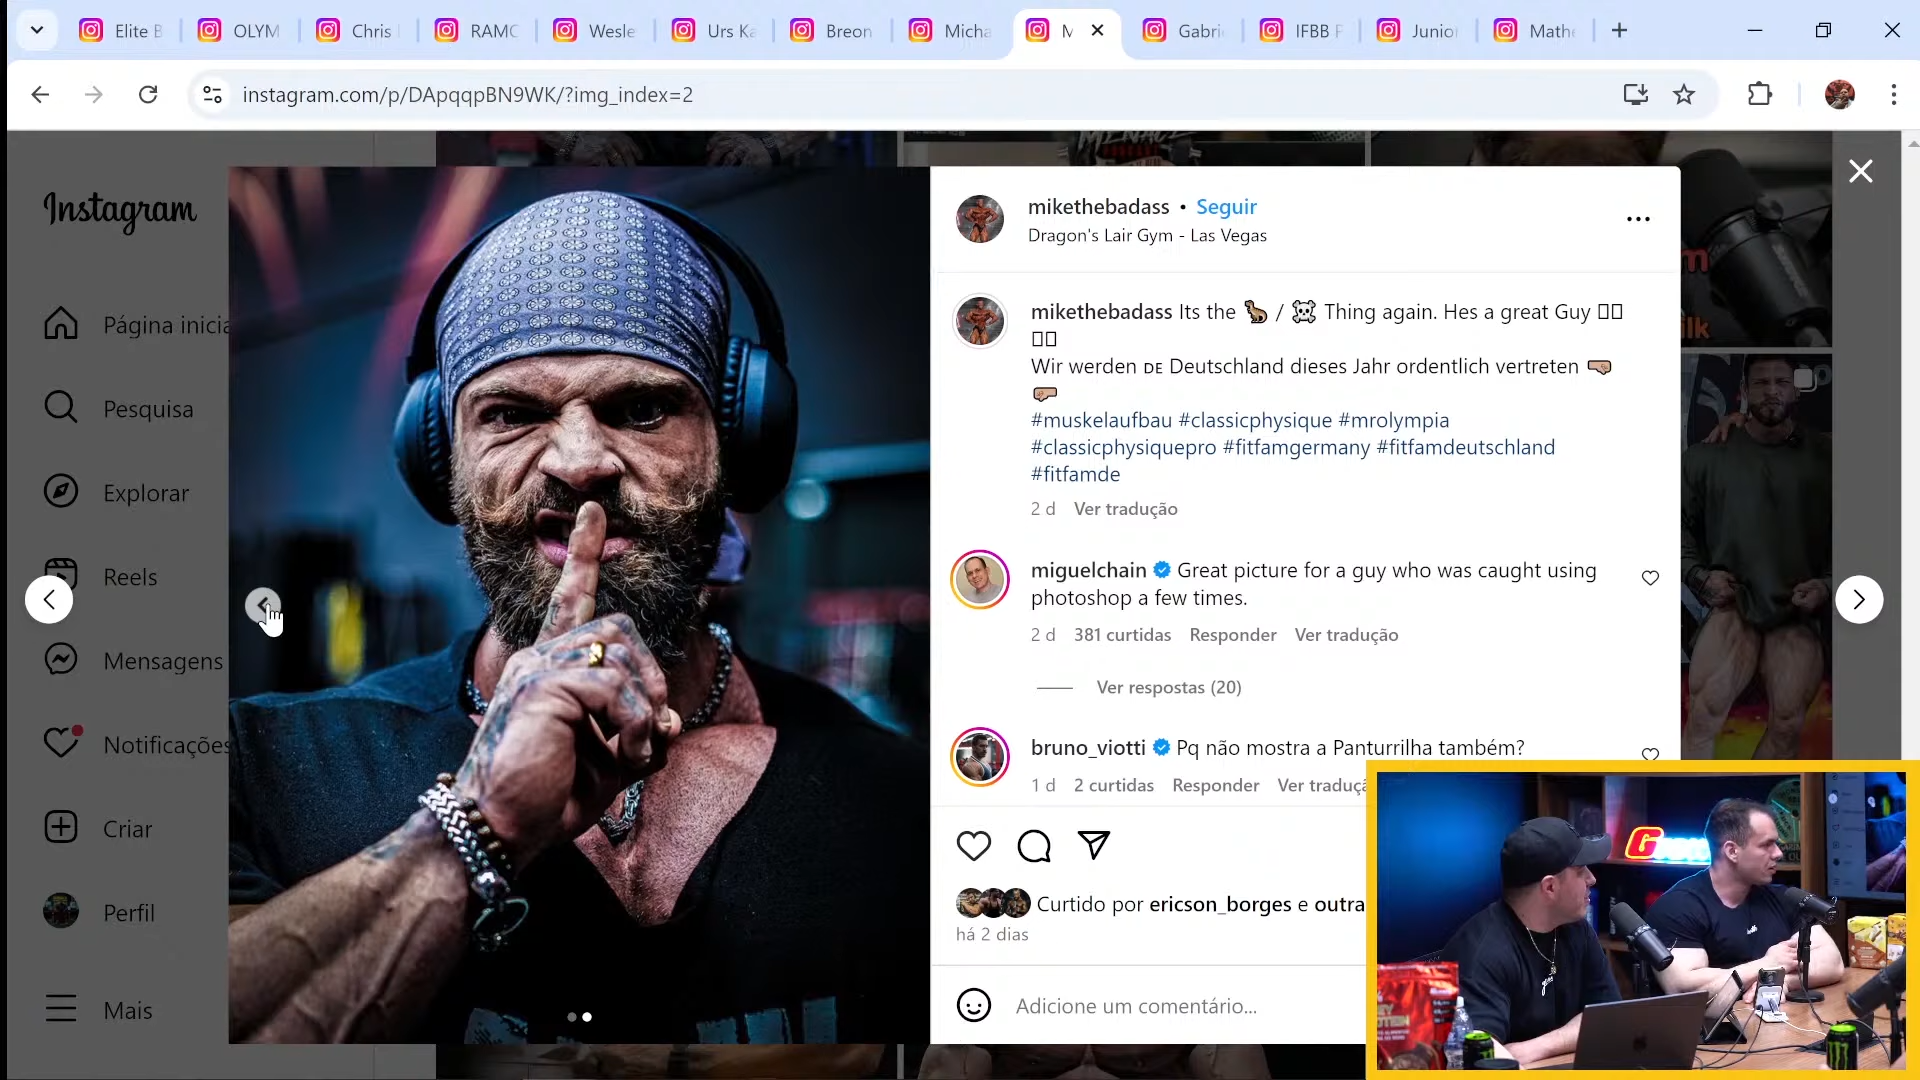 Elite B
OLYM
Chris
RAMO
Wesle
Urs Ka
Breon
Micha
M
Gabri
IFBB P
Junio
Mathe
instagram.com/p/DApqqpBN9WK/?img_index=2
Instagram
Página inicia
Pesquisa
Explorar
Reels
Mensagens
Notificações
Criar
Perfil
Mais
MENACE
mikethebadass • Seguir
Dragon's Lair Gym - Las Vegas
mikethebadass Its the 🦆 / ☠️ Thing again. Hes a great Guy
Wir werden DE Deutschland dieses Jahr ordentlich vertreten 🤜🏼
🤛🏼
#muskelaufbau #classicphysique #mrolympia
#classicphysiquepro #fitfamgermany #fitfamdeutschland
#fitfamde
2 d Ver tradução
miguelchain Great picture for a guy who was caught using
photoshop a few times.
2 d 381 curtidas Responder Ver tradução
Ver respostas (20)
bruno_viotti Pq não mostra a Panturrilha também?
1 d 2 curtidas Responder Ver traduçã
Curtido por ericson_borges e outra
há 2 dias
Adicione um comentário...